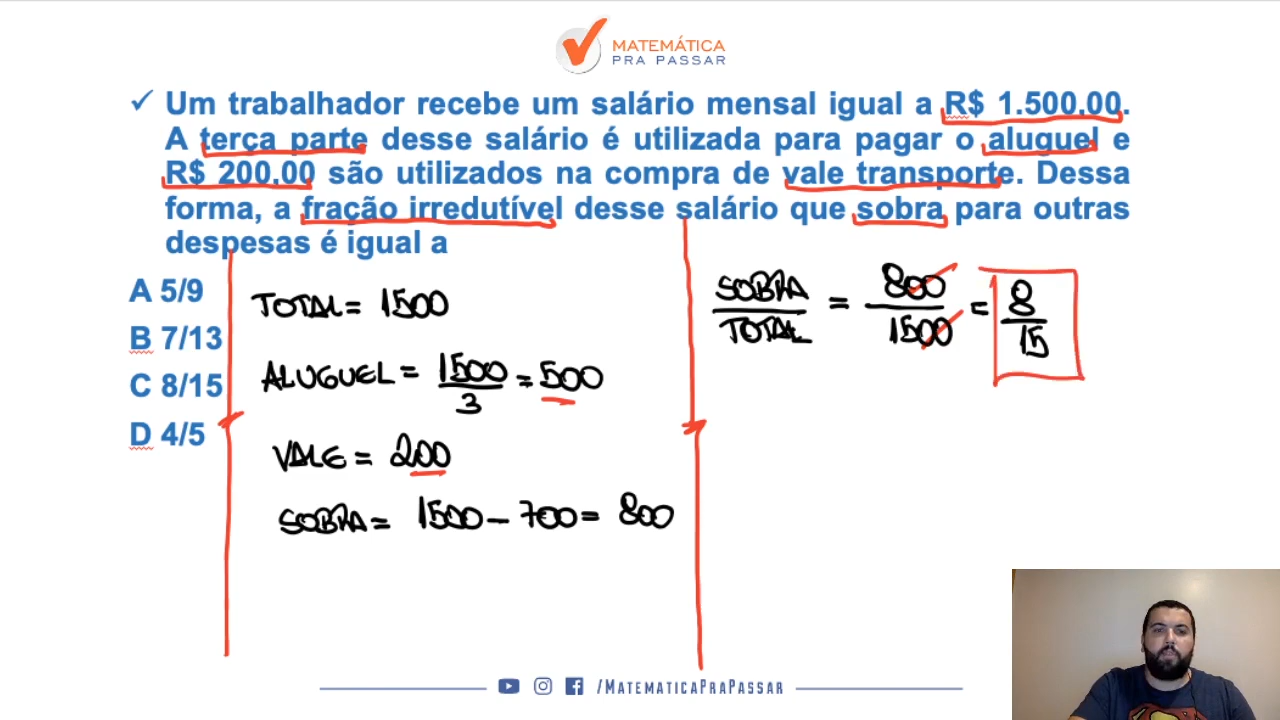 MATEMÁTICA
PRA PASSAR
✓ Um trabalhador recebe um salário mensal igual a R$ 1.500,00.
A terça parte desse salário é utilizada para pagar o aluguel e
R$ 200,00 são utilizados na compra de vale transporte. Dessa
forma, a fração irredutível desse salário que sobra para outras
despesas é igual a
A 5/9
B 7/13
C 8/15
D 4/5
TOTAL = 1500
ALUGUEL = 1500/3 = 500
VALE = 200
SOBRA = 1500 - 700 = 800
SOBRA/TOTAL = 800/1500 = 8/15
/MATEMATICAPRAPASSAR